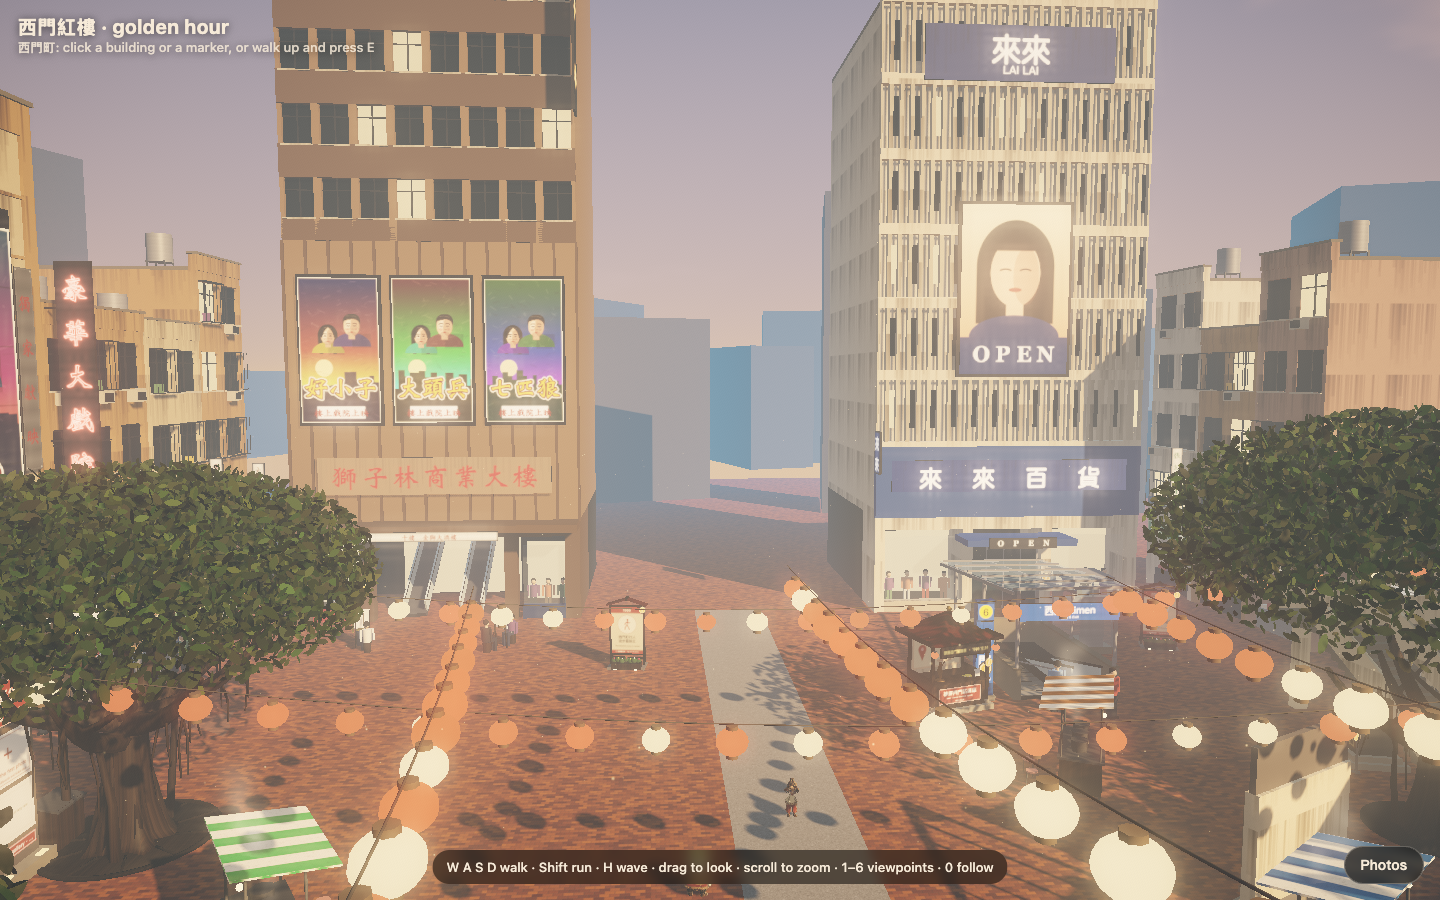 西門紅樓 · golden hour
西門町: click a building or a marker, or walk up and press E
來來
LAI LAI
豪華大戲院
OPEN
好小子
大頭兵
七匹狼
獅子林商業大樓
來來百貨
OPEN
6
W A S D walk · Shift run · H wave · drag to look · scroll to zoom · 1–6 viewpoints · 0 follow
Photos